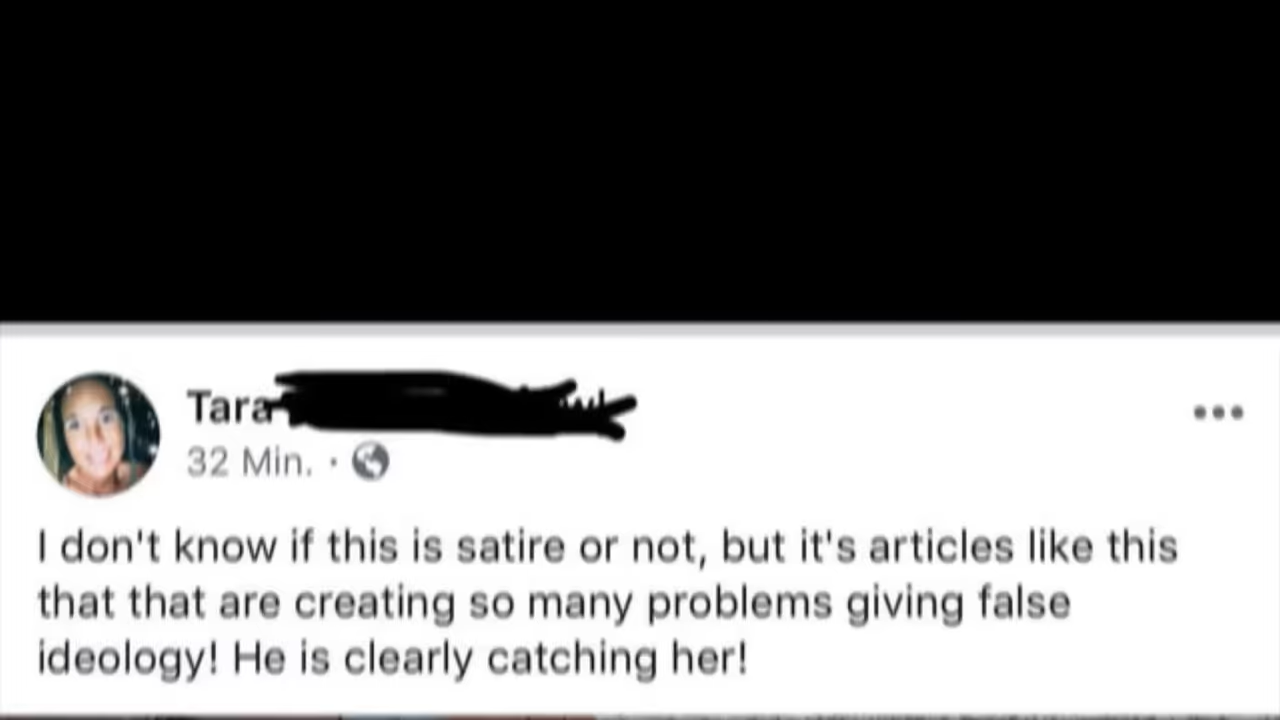 Tara
32 Min. ·
I don't know if this is satire or not, but it's articles like this
that that are creating so many problems giving false
ideology! He is clearly catching her!